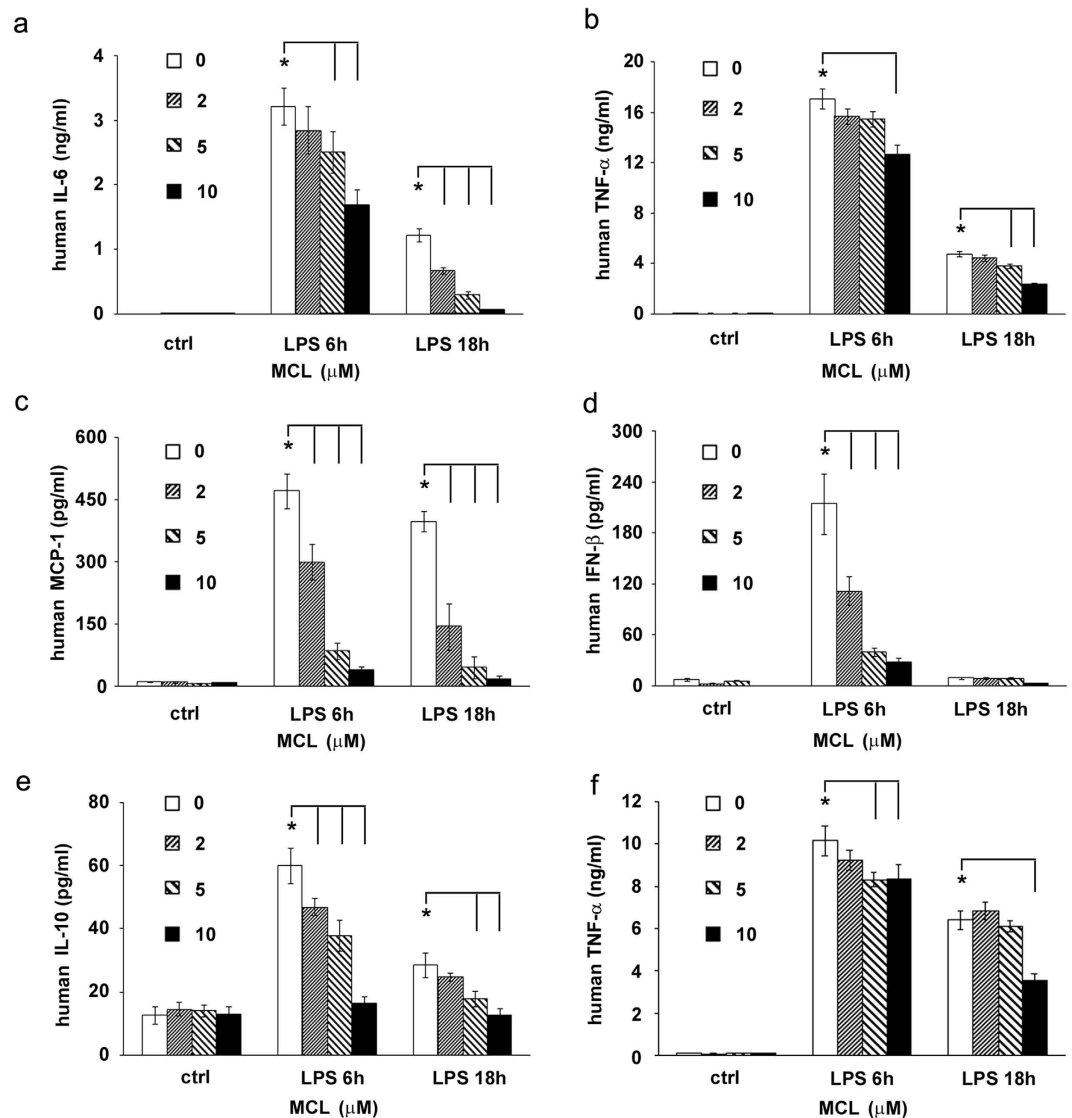 a
human IL-6 (ng/ml)
4
3
2
1
0
0
2
5
10
*
*
ctrl
LPS 6h
LPS 18h
MCL (μM)
b
human TNF-α (ng/ml)
20
16
12
8
4
0
0
2
5
10
*
*
ctrl
LPS 6h
LPS 18h
MCL (μM)
c
human MCP-1 (pg/ml)
600
450
300
150
0
0
2
5
10
*
*
ctrl
LPS 6h
LPS 18h
MCL (μM)
d
human IFN-β (pg/ml)
300
240
180
120
60
0
0
2
5
10
*
ctrl
LPS 6h
LPS 18h
MCL (μM)
e
human IL-10 (pg/ml)
80
60
40
20
0
0
2
5
10
*
*
ctrl
LPS 6h
LPS 18h
MCL (μM)
f
human TNF-α (ng/ml)
12
10
8
6
4
2
0
0
2
5
10
*
*
ctrl
LPS 6h
LPS 18h
MCL (μM)